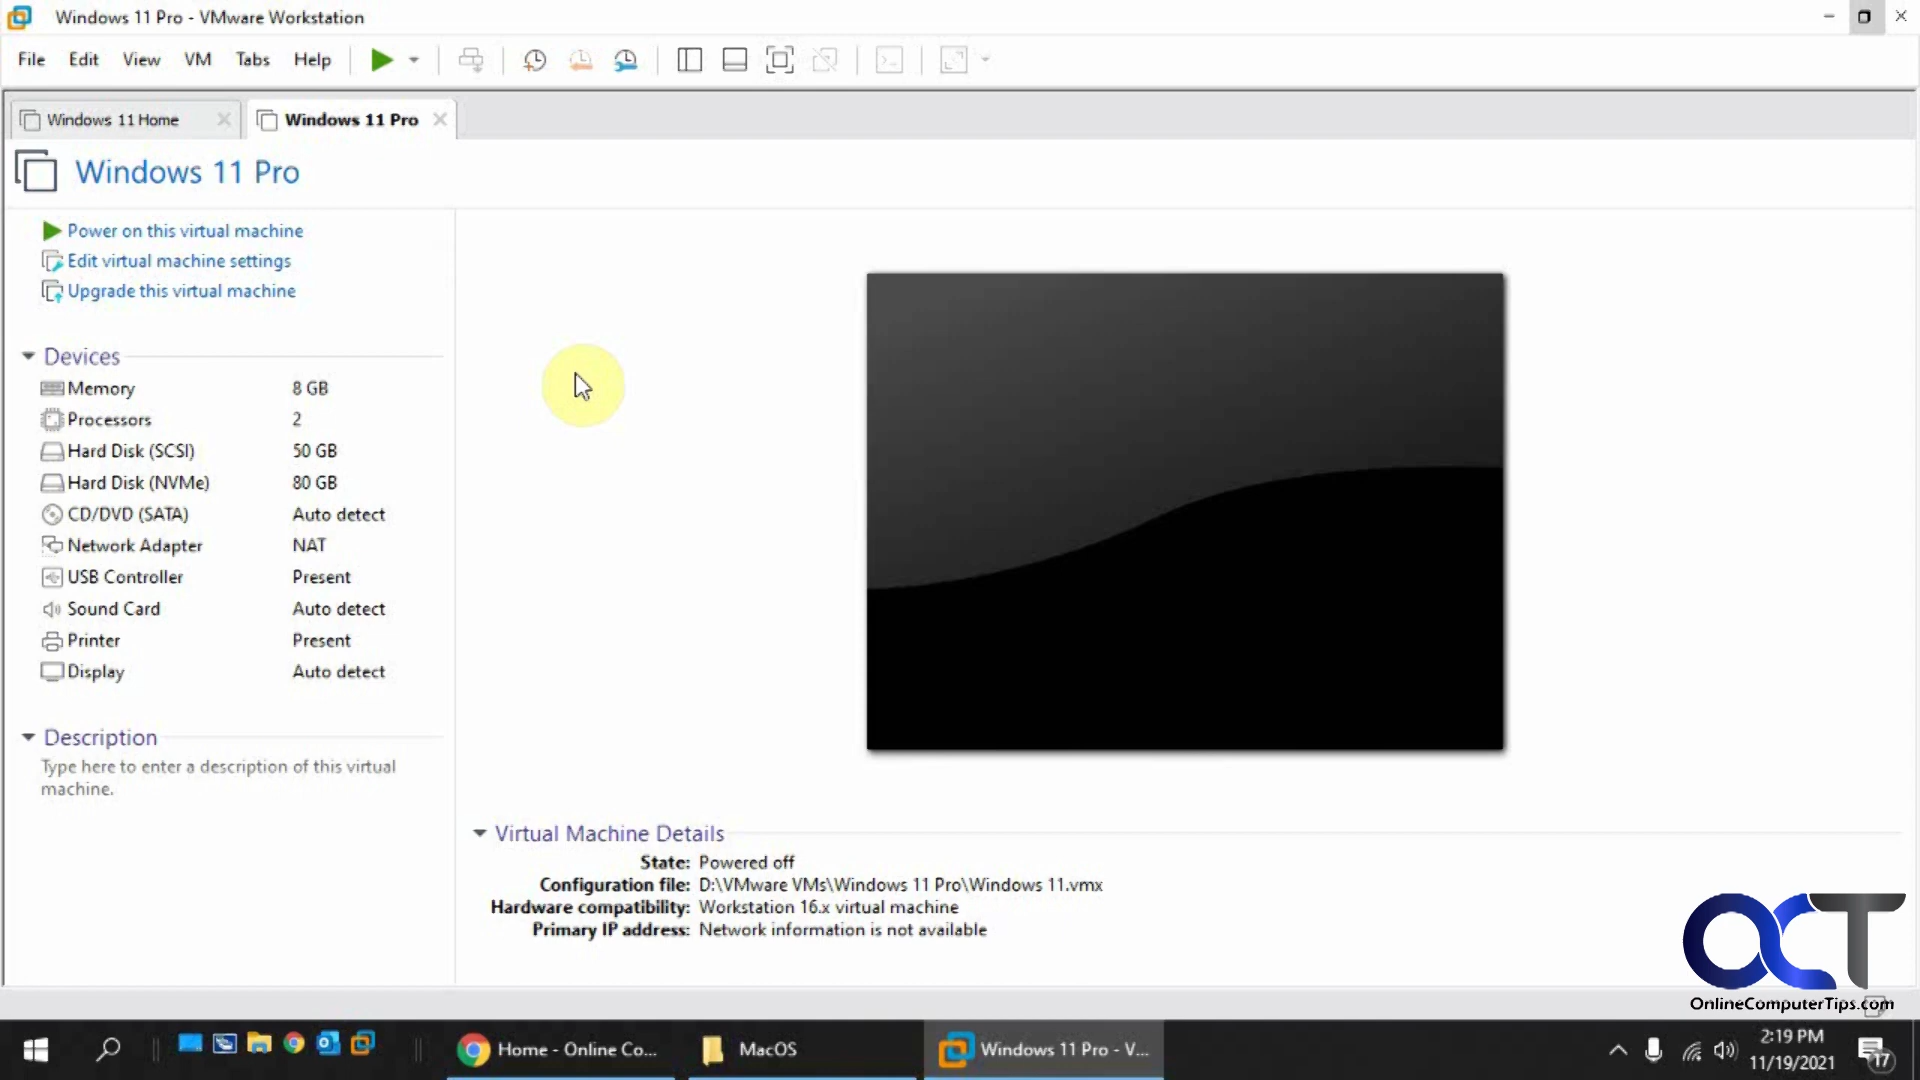 Windows 11 Pro - VMware Workstation
File Edit View VM Tabs Help
Windows 11 Home
Windows 11 Pro
Windows 11 Pro
Power on this virtual machine
Edit virtual machine settings
Upgrade this virtual machine
Devices
Memory 8 GB
Processors 2
Hard Disk (SCSI) 50 GB
Hard Disk (NVMe) 80 GB
CD/DVD (SATA) Auto detect
Network Adapter NAT
USB Controller Present
Sound Card Auto detect
Printer Present
Display Auto detect
Description
Type here to enter a description of this virtual
machine.
Virtual Machine Details
State: Powered off
Configuration file: D:\VMware VMs\Windows 11 Pro\Windows 11.vmx
Hardware compatibility: Workstation 16.x virtual machine
Primary IP address: Network information is not available
OCT
OnlineComputerTips.com
Home - Online Co...
MacOS
Windows 11 Pro - V...
2:19 PM
11/19/2021
17